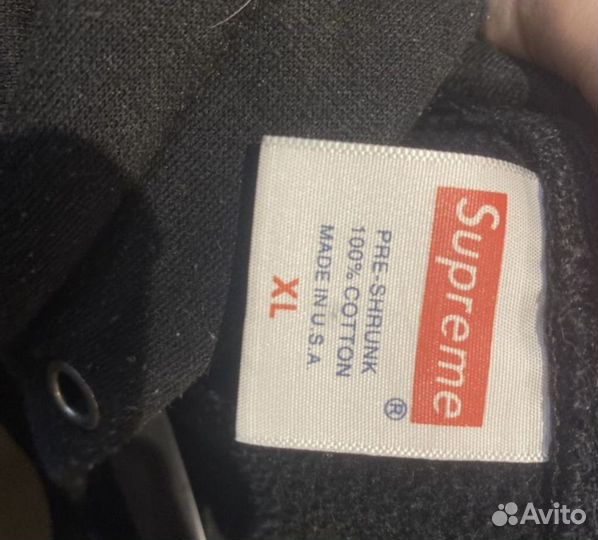 Supreme
®
PRE-SHRUNK
100% COTTON
MADE IN U.S.A
XL
Avito